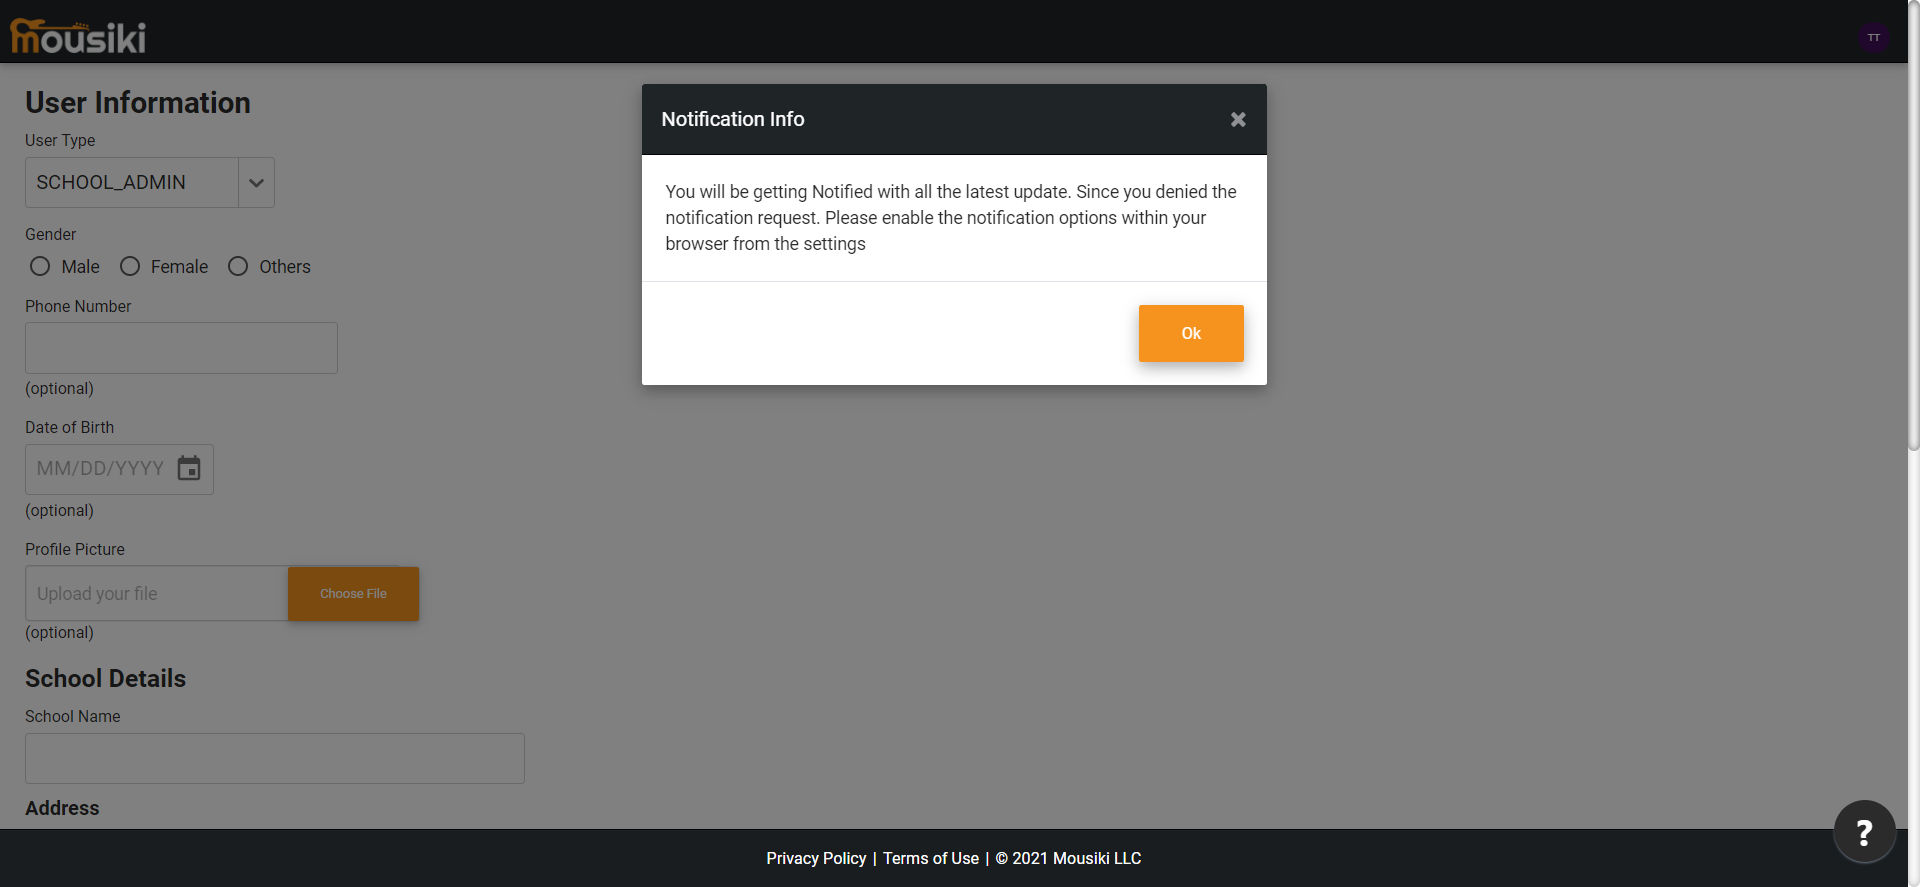 mousiki
TT
User Information
User Type
SCHOOL_ADMIN
Gender
Male Female Others
Phone Number
(optional)
Date of Birth
MM/DD/YYYY
(optional)
Profile Picture
Upload your file Choose File
(optional)
School Details
School Name
Address
Notification Info ×
You will be getting Notified with all the latest update. Since you denied the
notification request. Please enable the notification options within your
browser from the settings
Ok
?
Privacy Policy | Terms of Use | © 2021 Mousiki LLC